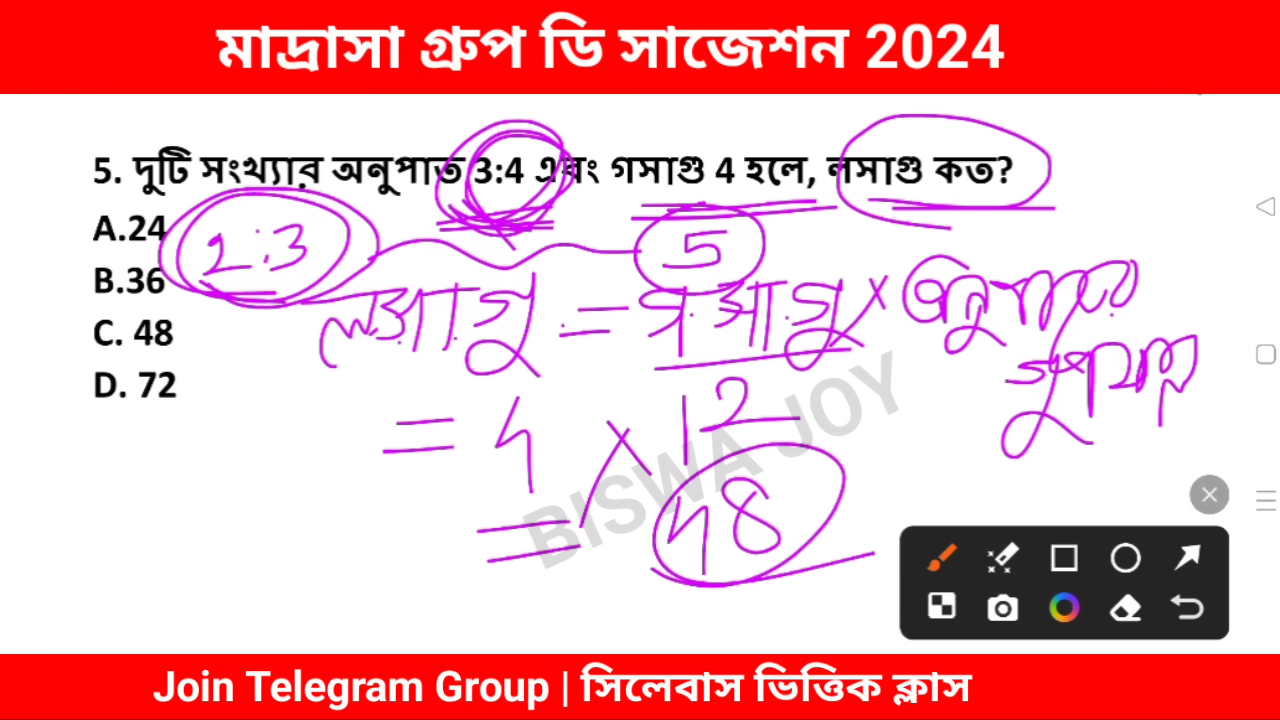 মাদ্রাসা গ্রুপ ডি সাজেশন 2024
5. দুটি সংখ্যার অনুপাত 3:4 এবং গসাগু 4 হলে, লসাগু কত?
A.24
2:3
5
B.36
লসাগু = গসাগু × অনুপাতের
C. 48
গুণফল
D. 72
= 4 × 12
= 48
BISWA JOY
Join Telegram Group | সিলেবাস ভিত্তিক ক্লাস